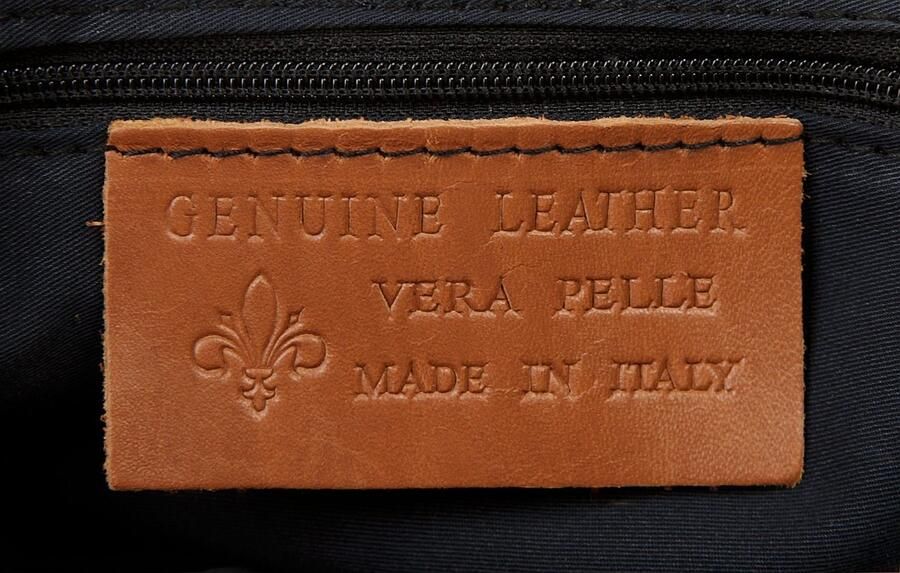 GENUINE LEATHER
VERA PELLE
MADE IN ITALY